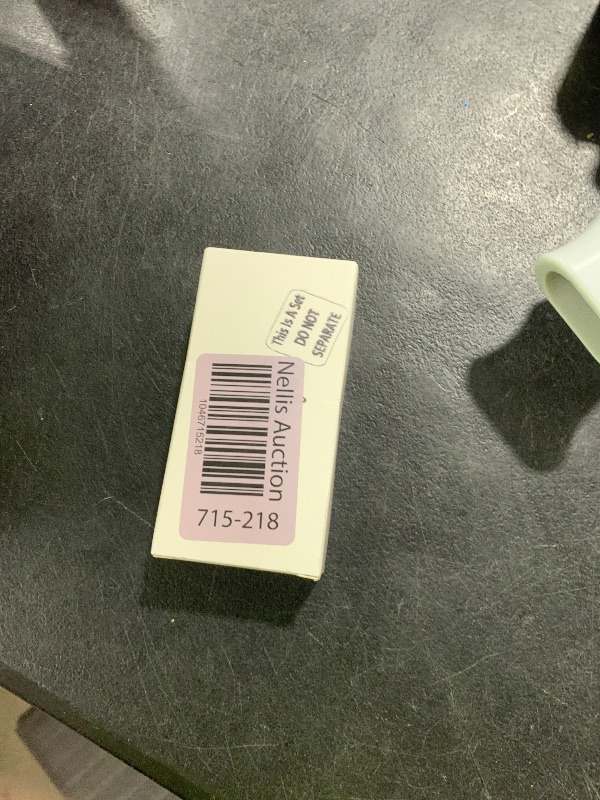 This Is A Set
DO NOT
SEPARATE
Nellis Auction
1046715218
715-218